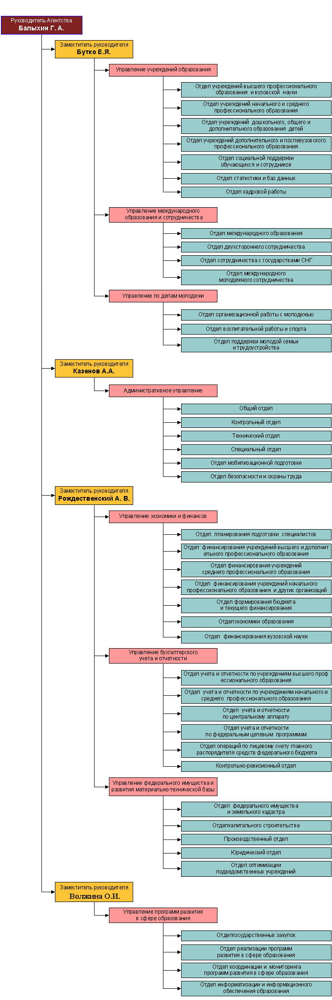 Руководитель Агентства
Балыхин Г. А.
Заместитель руководителя
Бутко Е.Я.
Управление учреждений образования
Отдел учреждений высшего профессионального
образования и вузовской науки
Отдел учреждений начального и среднего
профессионального образования
Отдел учреждений дошкольного, общего и
дополнительного образования детей
Отдел учреждений дополнительного и послевузовского
профессионального образования
Отдел социальной поддержки
обучающихся и сотрудников
Отдел статистики и баз данных
Отдел кадровой работы
Управление международного
образования и сотрудничества
Отдел международного образования
Отдел двухстороннего сотрудничества
Отдел сотрудничества с государствами СНГ
Отдел международного
молодежного сотрудничества
Управление по делам молодежи
Отдел организационной работы с молодежью
Отдел воспитательной работы и спорта
Отдел поддержки молодой семьи
и трудоустройства
Заместитель руководителя
Казенов А.А.
Административное управление
Общий отдел
Контрольный отдел
Технический отдел
Специальный отдел
Отдел мобилизационной подготовки
Отдел безопасности и охраны труда
Заместитель руководителя
Рождественский А. В.
Управление экономики и финансов
Отдел планирования подготовки специалистов
Отдел финансирования учреждений высшего и дополнит
ельного профессионального образования
Отдел финансирования учреждений
среднего профессионального образования
Отдел финансирования учреждений начального
профессионального образования и других организаций
Отдел формирования бюджета
и текущего финансирования
Отделэкономики образования
Отдел финансирования вузовской науки
Управление бухгалтерского
учета и отчетности
Отдел учета и отчетности по учреждениям высшего проф
ессионального образования
Отдел учета и отчетности по учреждениям начального и
среднего профессионального образования
Отдел учета и отчетности
по центральному аппарату
Отдел учета и отчетности
по федеральным целевым программам
Отдел операций по лицевому счету главного
распорядителя средств федерального бюджета
Контрольно-ревизионный отдел
Управление федерального имущества и
развития материально-технической базы
Отдел федерального имущества
и земельного кадастра
Отделкапитального строительства
Производственный отдел
Юридический отдел
Отдел оптимизации
подведомственных учреждений
Заместитель руководителя
Волжина О.И.
Управление программ развития
в сфере образования
Отделгосударственных закупок
Отдел реализации программ
развития в сфере образования
Отдел координации и мониторинга
программ развития в сфере образования
Отдел информатизации и информационного
обеспечения образования